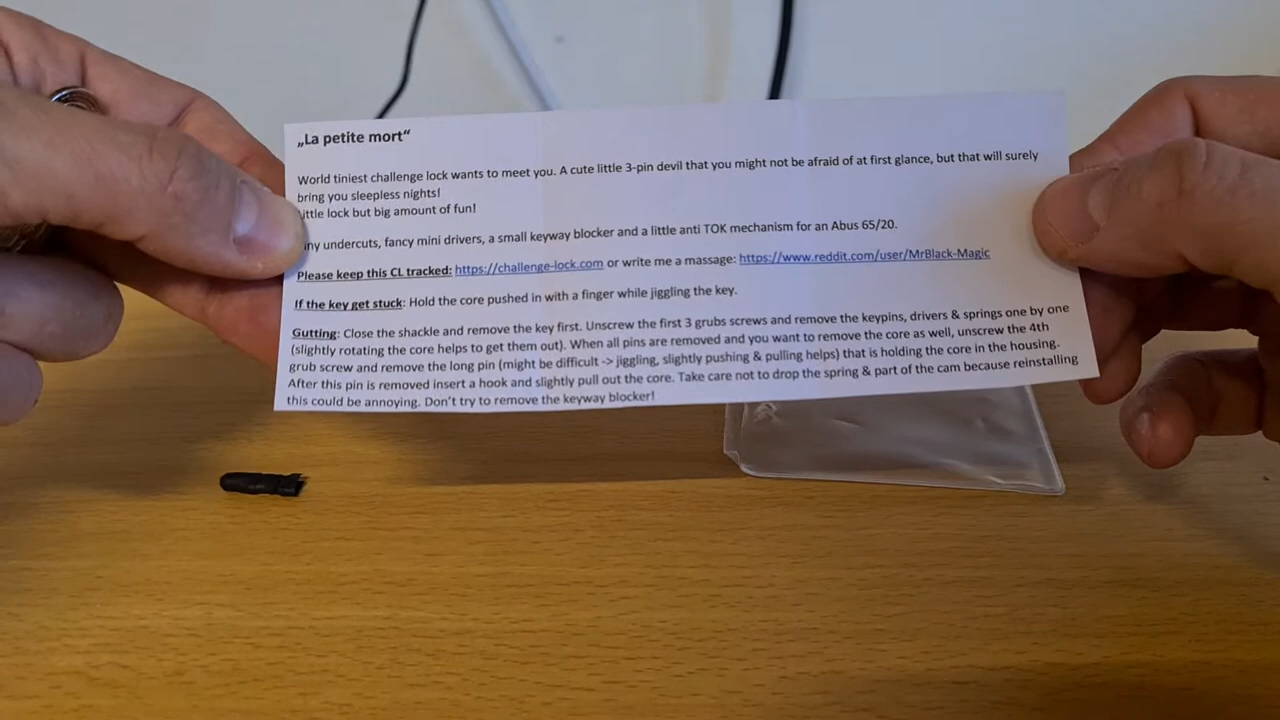 „La petite mort“
World tiniest challenge lock wants to meet you. A cute little 3-pin devil that you might not be afraid of at first glance, but that will surely
bring you sleepless nights!
ittle lock but big amount of fun!
iny undercuts, fancy mini drivers, a small keyway blocker and a little anti TOK mechanism for an Abus 65/20.
Please keep this CL tracked: https://challenge-lock.com or write me a massage: https://www.reddit.com/user/MrBlack-Magic
If the key get stuck: Hold the core pushed in with a finger while jiggling the key.
Gutting: Close the shackle and remove the key first. Unscrew the first 3 grubs screws and remove the keypins, drivers & springs one by one
(slightly rotating the core helps to get them out). When all pins are removed and you want to remove the core as well, unscrew the 4th
grub screw and remove the long pin (might be difficult -> jiggling, slightly pushing & pulling helps) that is holding the core in the housing.
After this pin is removed insert a hook and slightly pull out the core. Take care not to drop the spring & part of the cam because reinstalling
this could be annoying. Don't try to remove the keyway blocker!